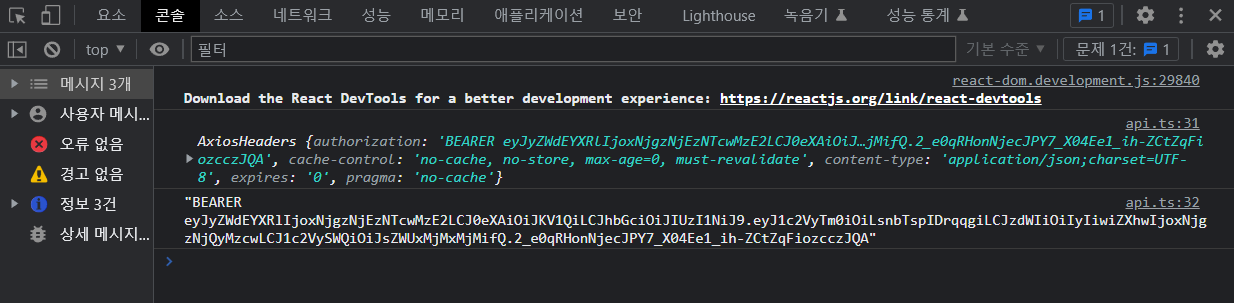 요소 콘솔 소스 네트워크 성능 메모리 애플리케이션 보안 Lighthouse 녹음기 성능 통계 1
top 필터 기본 수준 문제 1건: 1
메시지 3개
사용자 메시...
오류 없음
경고 없음
정보 3건
상세 메시지...
react-dom.development.js:29840
Download the React DevTools for a better development experience: https://reactjs.org/link/react-devtools
api.ts:31
AxiosHeaders {authorization: 'BEARER eyJyZWdEYXRlIjoxNjgzNjEzNTcwMzE2LCJ0eXAiOiJ…jMifQ.2_e0qRHonNjecJPY7_X04Ee1_ih-ZCtZqFi
ozcczJQA', cache-control: 'no-cache, no-store, max-age=0, must-revalidate', content-type: 'application/json;charset=UTF-
8', expires: '0', pragma: 'no-cache'}
"BEARER api.ts:32
eyJyZWdEYXRlIjoxNjgzNjEzNTcwMzE2LCJ0eXAiOiJKV1QiLCJhbGciOiJIUzI1NiJ9.eyJ1c2VyTm0iOiLsnbTspIDrqqgiLCJzdWIiOiIyIiwiZXhwIjoxNjg
zNjQyMzcwLCJ1c2VySWQiOiJsZWUxMjMxMjMifQ.2_e0qRHonNjecJPY7_X04Ee1_ih-ZCtZqFiozcczJQA"